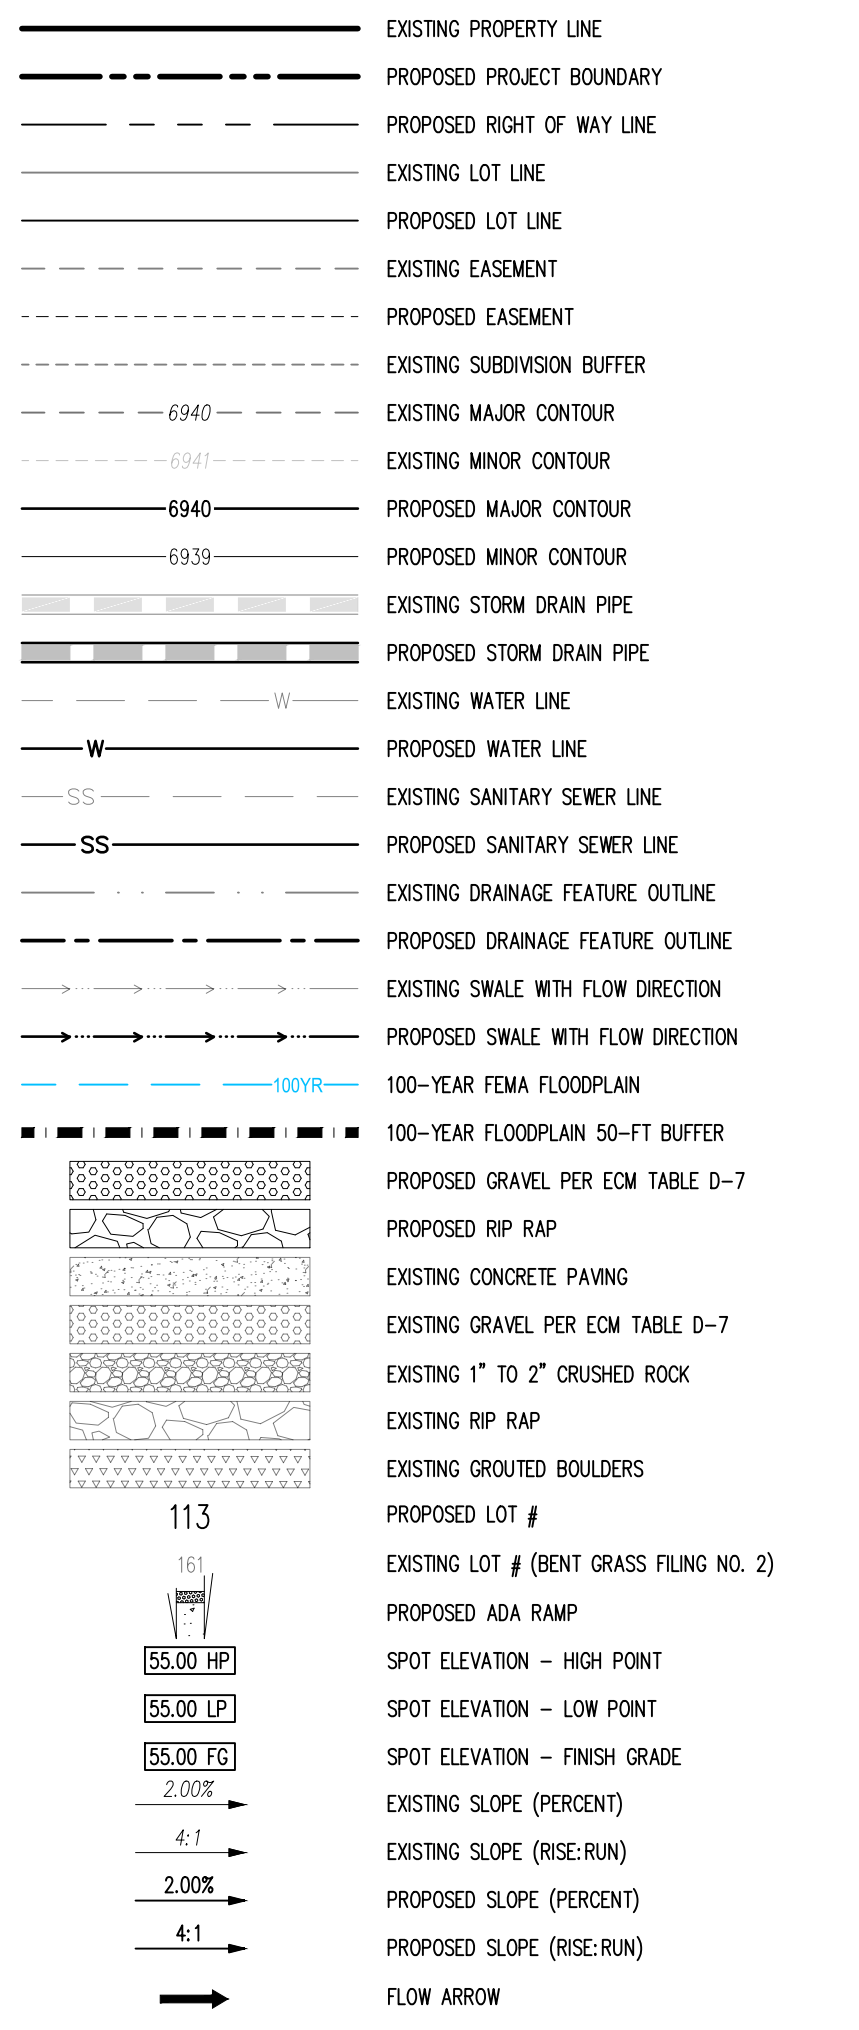 EXISTING PROPERTY LINE
PROPOSED PROJECT BOUNDARY
PROPOSED RIGHT OF WAY LINE
EXISTING LOT LINE
PROPOSED LOT LINE
EXISTING EASEMENT
PROPOSED EASEMENT
EXISTING SUBDIVISION BUFFER
6940 EXISTING MAJOR CONTOUR
6941 EXISTING MINOR CONTOUR
6940 PROPOSED MAJOR CONTOUR
6939 PROPOSED MINOR CONTOUR
EXISTING STORM DRAIN PIPE
PROPOSED STORM DRAIN PIPE
W EXISTING WATER LINE
W PROPOSED WATER LINE
SS EXISTING SANITARY SEWER LINE
SS PROPOSED SANITARY SEWER LINE
EXISTING DRAINAGE FEATURE OUTLINE
PROPOSED DRAINAGE FEATURE OUTLINE
EXISTING SWALE WITH FLOW DIRECTION
PROPOSED SWALE WITH FLOW DIRECTION
100YR 100-YEAR FEMA FLOODPLAIN
100-YEAR FLOODPLAIN 50-FT BUFFER
PROPOSED GRAVEL PER ECM TABLE D-7
PROPOSED RIP RAP
EXISTING CONCRETE PAVING
EXISTING GRAVEL PER ECM TABLE D-7
EXISTING 1” TO 2” CRUSHED ROCK
EXISTING RIP RAP
EXISTING GROUTED BOULDERS
113 PROPOSED LOT #
161 EXISTING LOT # (BENT GRASS FILING NO. 2)
PROPOSED ADA RAMP
55.00 HP SPOT ELEVATION - HIGH POINT
55.00 LP SPOT ELEVATION - LOW POINT
55.00 FG SPOT ELEVATION - FINISH GRADE
2.00% EXISTING SLOPE (PERCENT)
4:1 EXISTING SLOPE (RISE:RUN)
2.00% PROPOSED SLOPE (PERCENT)
4:1 PROPOSED SLOPE (RISE:RUN)
FLOW ARROW